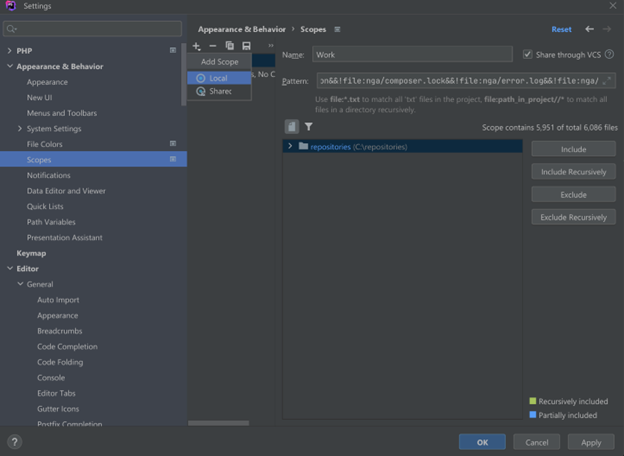 Settings
Appearance & Behavior › Scopes
Reset
PHP
Appearance & Behavior
Appearance
New UI
Menus and Toolbars
System Settings
File Colors
Scopes
Notifications
Data Editor and Viewer
Quick Lists
Path Variables
Presentation Assistant
Keymap
Editor
General
Auto Import
Appearance
Breadcrumbs
Code Completion
Code Folding
Console
Editor Tabs
Gutter Icons
Postfix Completion
»
Add Scope
Local
Sharec
, No C
Name:
Work
Share through VCS
Pattern:
on&&!file:nga/composer.lock&&!file:nga/error.log&&!file:nga/
Use file:*.txt to match all 'txt' files in the project, file:path_in_project//* to match all
files in a directory recursively.
Scope contains 5,951 of total 6,086 files
repositories (C:\repositories)
Include
Include Recursively
Exclude
Exclude Recursively
Recursively included
Partially included
?
OK
Cancel
Apply